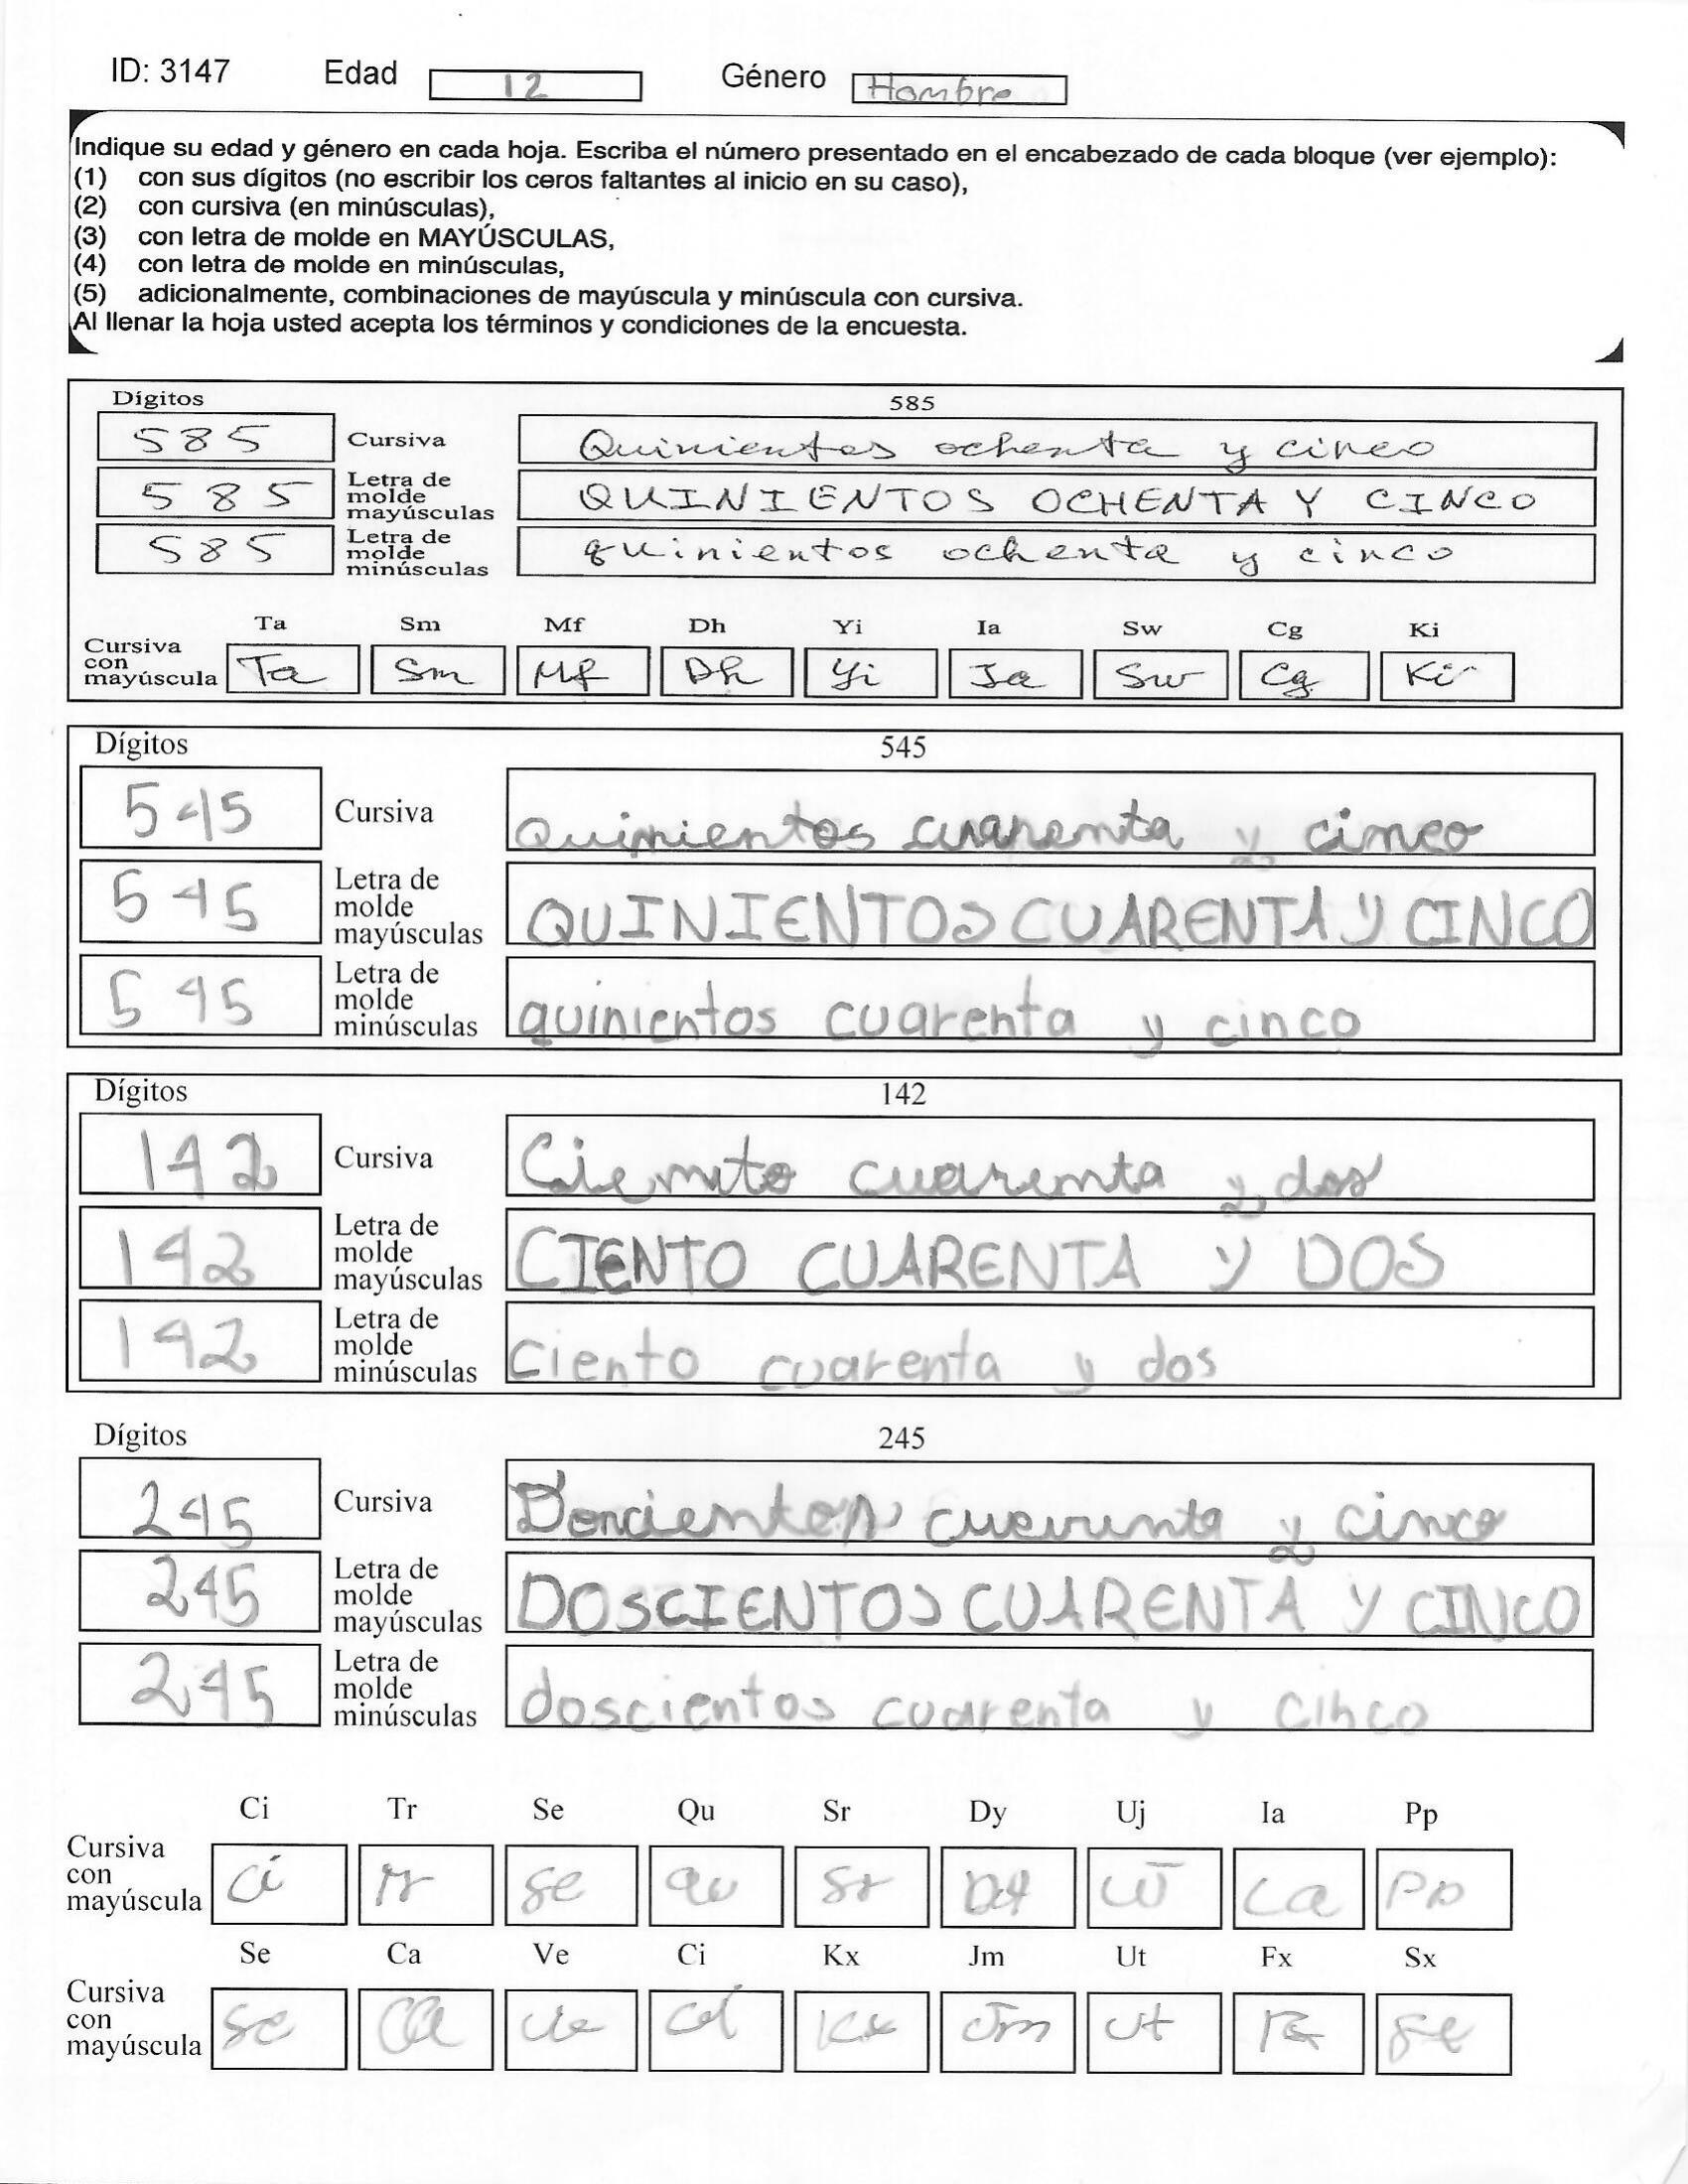 ID: 3147 Edad 12 Género Hombre
Indique su edad y género en cada hoja. Escriba el número presentado en el encabezado de cada bloque (ver ejemplo):
(1) con sus dígitos (no escribir los ceros faltantes al inicio en su caso),
(2) con cursiva (en minúsculas),
(3) con letra de molde en MAYÚSCULAS,
(4) con letra de molde en minúsculas,
(5) adicionalmente, combinaciones de mayúscula y minúscula con cursiva.
Al llenar la hoja usted acepta los términos y condiciones de la encuesta.
Dígitos 585
585 Cursiva Quinientos ochenta y cinco
585 Letra de molde mayúsculas QUINIENTOS OCHENTA Y CINCO
585 Letra de molde minúsculas quinientos ochenta y cinco
Ta Sm Mf Dh Yi Ia Sw Cg Ki
Cursiva con mayúscula Ta Sm Mf Dh Yi Ia Sw Cg Ki
Dígitos 545
545 Cursiva Quinientos cuarenta y cinco
545 Letra de molde mayúsculas QUINIENTOS CUARENTA Y CINCO
545 Letra de molde minúsculas quinientos cuarenta y cinco
Dígitos 142
142 Cursiva Ciento cuarenta y dos
142 Letra de molde mayúsculas CIENTO CUARENTA Y DOS
142 Letra de molde minúsculas ciento cuarenta y dos
Dígitos 245
245 Cursiva Doscientos cuarenta y cinco
245 Letra de molde mayúsculas DOSCIENTOS CUARENTA Y CINCO
245 Letra de molde minúsculas doscientos cuarenta y cinco
Ci Tr Se Qu Sr Dy Uj Ia Pp
Cursiva con mayúscula Ci Tr Se Qu Sr Dy La Pp
Se Ca Ve Ci Kx Jm Ut Fx Sx
Cursiva con mayúscula Se Ca Ve Ci Kx Jm Ut Fx